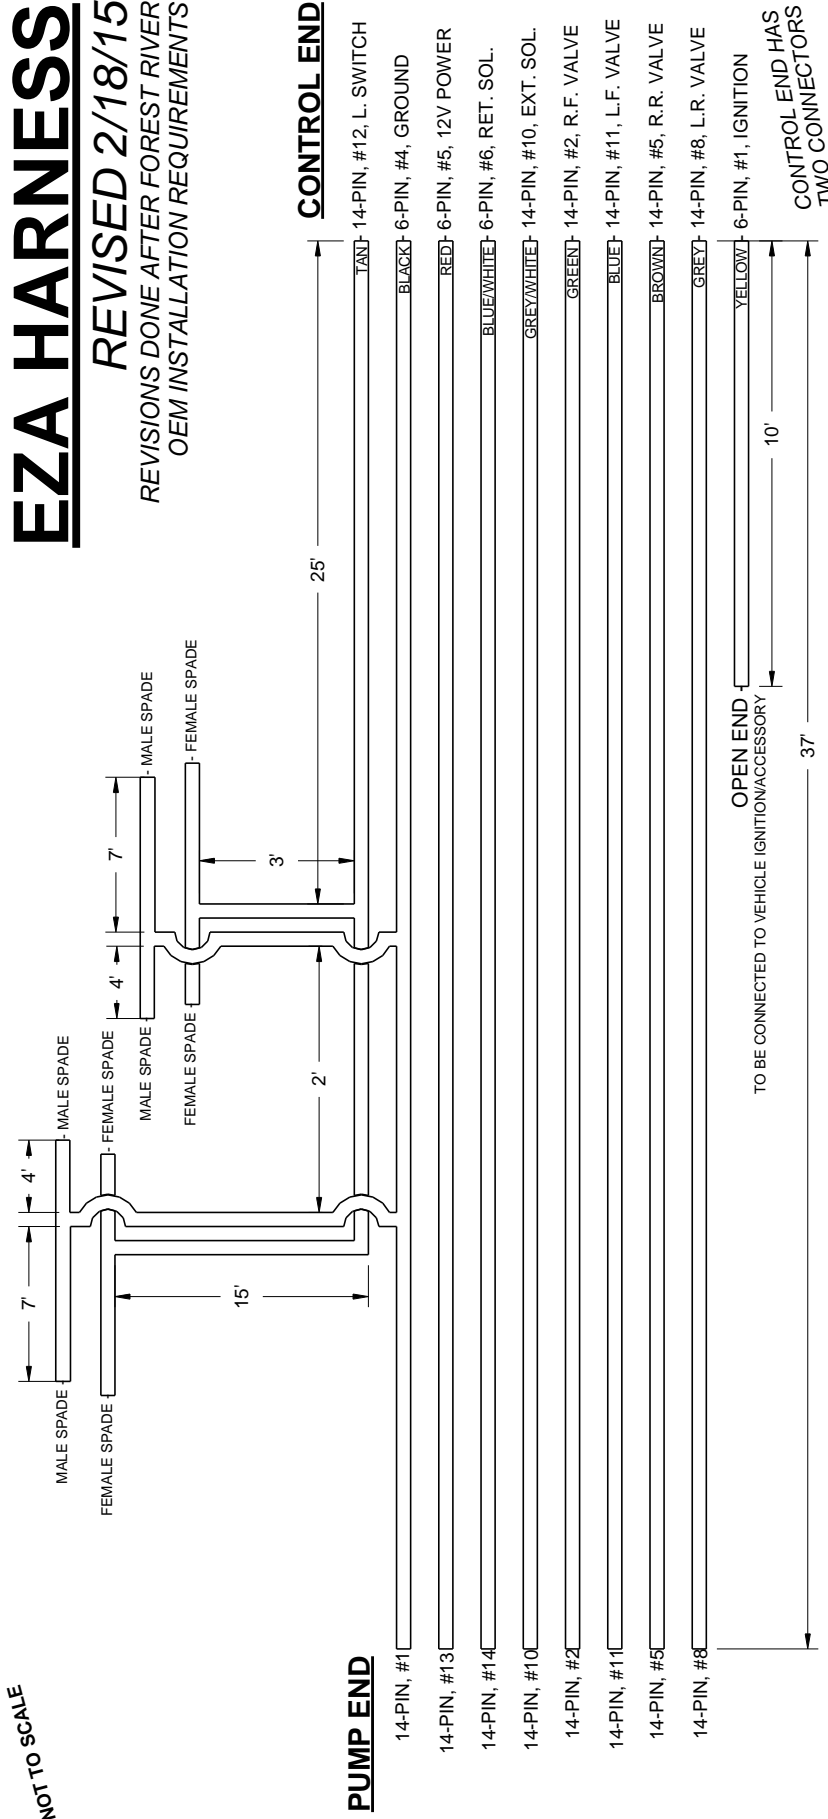 EZA HARNESS
REVISED 2/18/15
REVISIONS DONE AFTER FOREST RIVER
OEM INSTALLATION REQUIREMENTS
NOT TO SCALE
7'
4'
MALE SPADE
MALE SPADE
FEMALE SPADE
FEMALE SPADE
4'
7'
MALE SPADE
MALE SPADE
FEMALE SPADE
FEMALE SPADE
15'
3'
2'
25'
PUMP END
CONTROL END
TAN
14-PIN, #12, L. SWITCH
14-PIN, #1
BLACK
6-PIN, #4, GROUND
14-PIN, #13
RED
6-PIN, #5, 12V POWER
14-PIN, #14
BLUE/WHITE
6-PIN, #6, RET. SOL.
14-PIN, #10
GREY/WHITE
14-PIN, #10, EXT. SOL.
14-PIN, #2
GREEN
14-PIN, #2, R.F. VALVE
14-PIN, #11
BLUE
14-PIN, #11, L.F. VALVE
14-PIN, #5
BROWN
14-PIN, #5, R.R. VALVE
14-PIN, #8
GREY
14-PIN, #8, L.R. VALVE
OPEN END
YELLOW
6-PIN, #1, IGNITION
TO BE CONNECTED TO VEHICLE IGNITION/ACCESSORY
10'
37'
CONTROL END HAS
TWO CONNECTORS